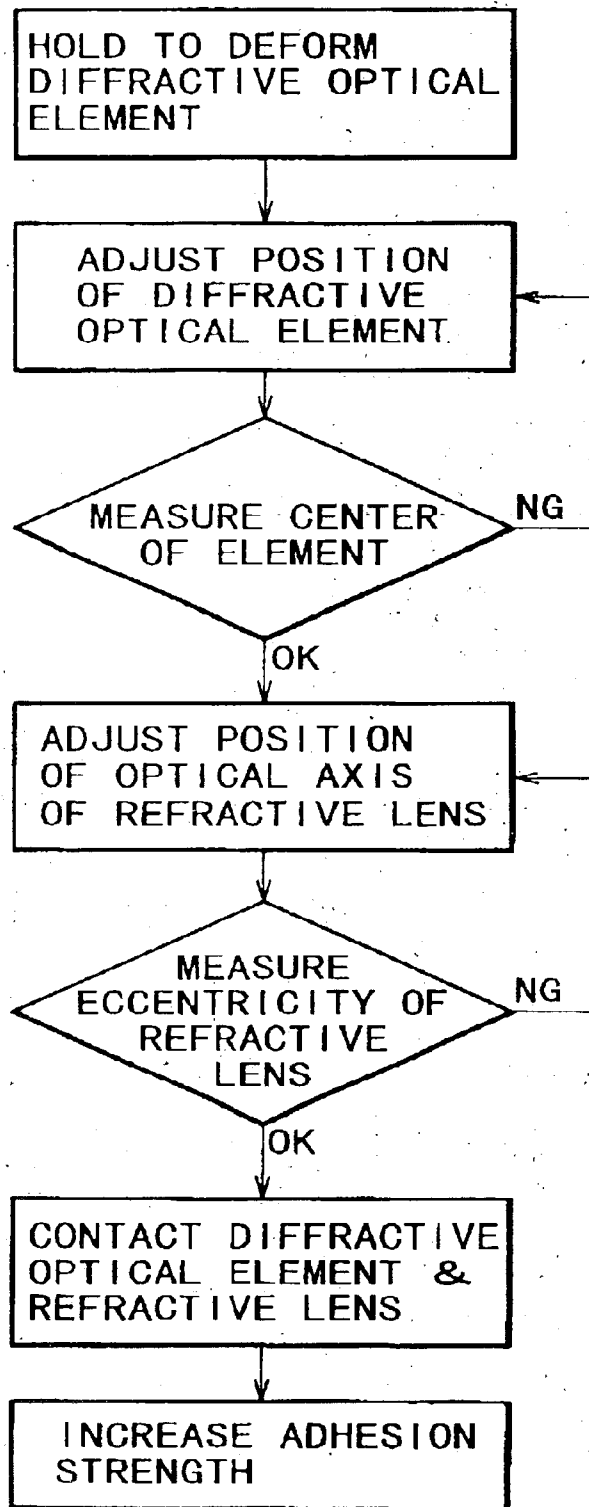 HOLD TO DEFORM
DIFFRACTIVE OPTICAL
ELEMENT
ADJUST POSITION
OF DIFFRACTIVE
OPTICAL ELEMENT
MEASURE CENTER
OF ELEMENT
NG
OK
ADJUST POSITION
OF OPTICAL AXIS
OF REFRACTIVE LENS
MEASURE
ECCENTRICITY OF
REFRACTIVE
LENS
NG
OK
CONTACT DIFFRACTIVE
OPTICAL ELEMENT &
REFRACTIVE LENS
INCREASE ADHESION
STRENGTH